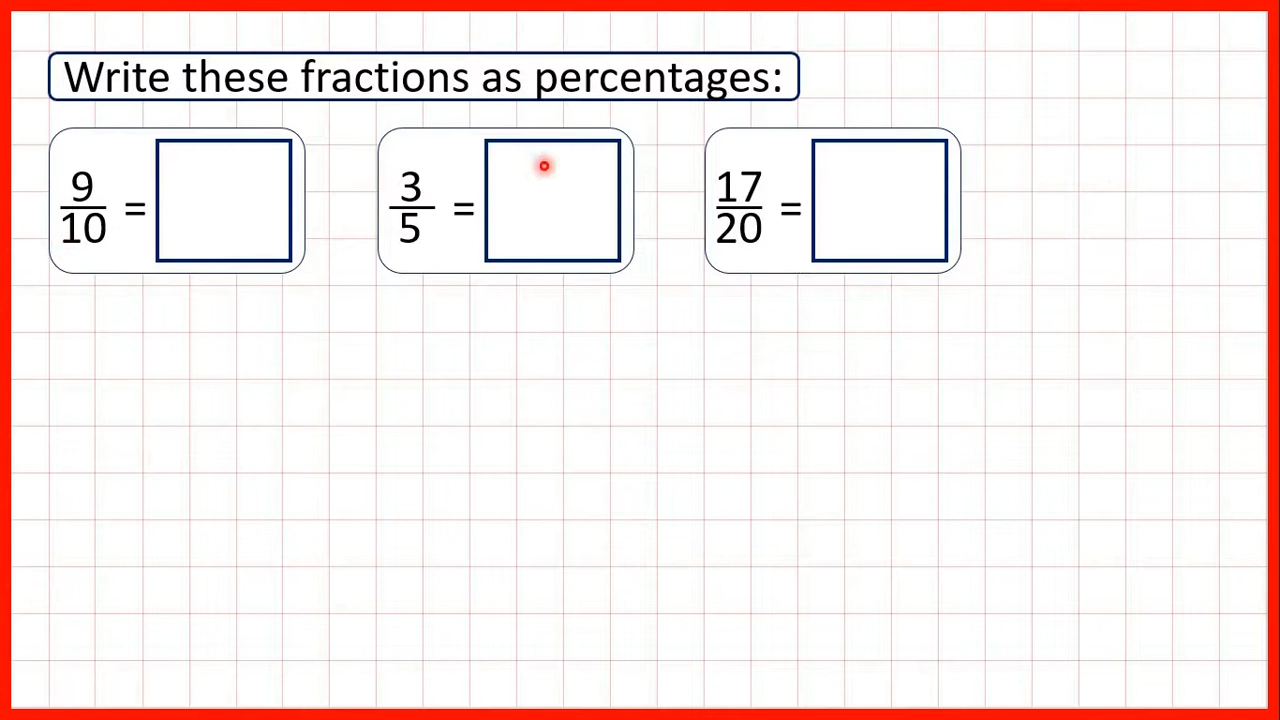 Write these fractions as percentages:
9/10 =
3/5 =
17/20 =